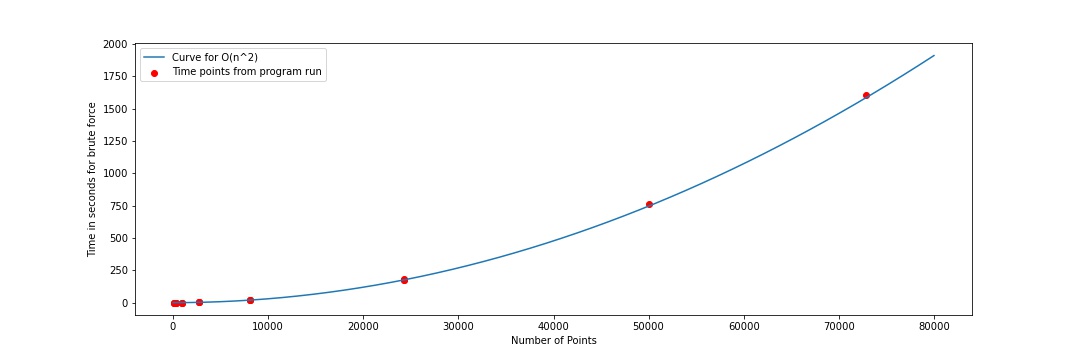 2000
1750
1500
1250
1000
750
500
250
0
Time in seconds for brute force
Curve for O(n^2)
Time points from program run
0 10000 20000 30000 40000 50000 60000 70000 80000
Number of Points